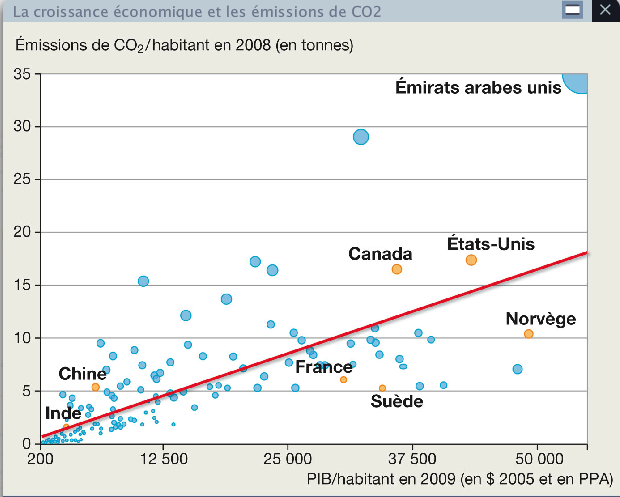 La croissance économique et les émissions de CO2
Émissions de CO₂/habitant en 2008 (en tonnes)
35
Émirats arabes unis
30
25
20
États-Unis
Canada
15
Norvège
10
France
Chine
5
Suède
Inde
0
200 12 500 25 000 37 500 50 000
PIB/habitant en 2009 (en $ 2005 et en PPA)